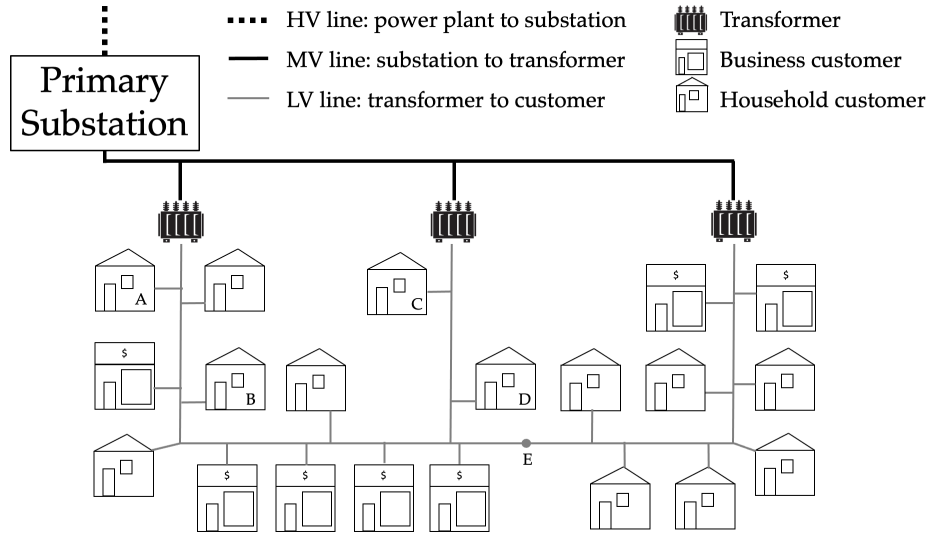 HV line: power plant to substation
MV line: substation to transformer
LV line: transformer to customer
Transformer
Business customer
Household customer
Primary
Substation
A
C
$
$
$
B
D
E
$
$
$
$